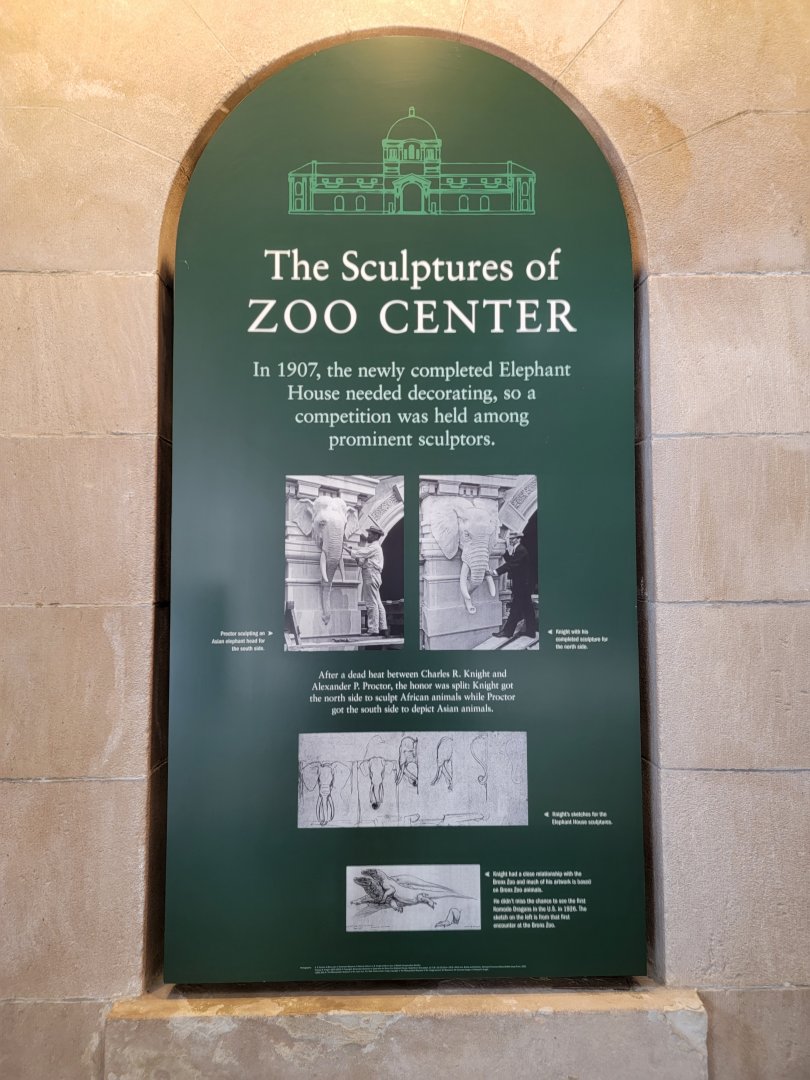 The Sculptures of
ZOO CENTER
In 1907, the newly completed Elephant
House needed decorating, so a
competition was held among
prominent sculptors.
Proctor sculpting an
Asian elephant head for
the south side.
Knight with his
completed sculpture for
the north side.
After a dead heat between Charles R. Knight and
Alexander P. Proctor, the honor was split: Knight got
the north side to sculpt African animals while Proctor
got the south side to depict Asian animals.
Knight's sketches for the
Elephant House sculptures.
Knight had a close relationship with the
Bronx Zoo and much of his artwork is based
on Bronx Zoo animals.
He didn't miss the chance to see the first
Komodo Dragons in the U.S. in 1926. The
sketch on the left is from that first
encounter at the Bronx Zoo.